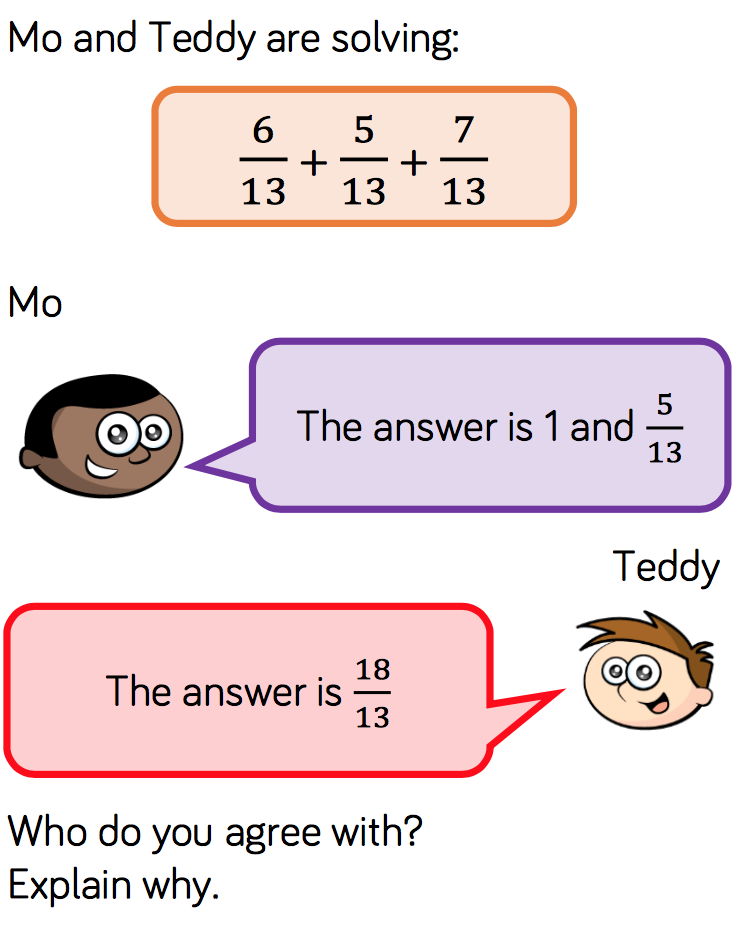 Mo and Teddy are solving:
6/13 + 5/13 + 7/13
Mo
The answer is 1 and 5/13
Teddy
The answer is 18/13
Who do you agree with?
Explain why.